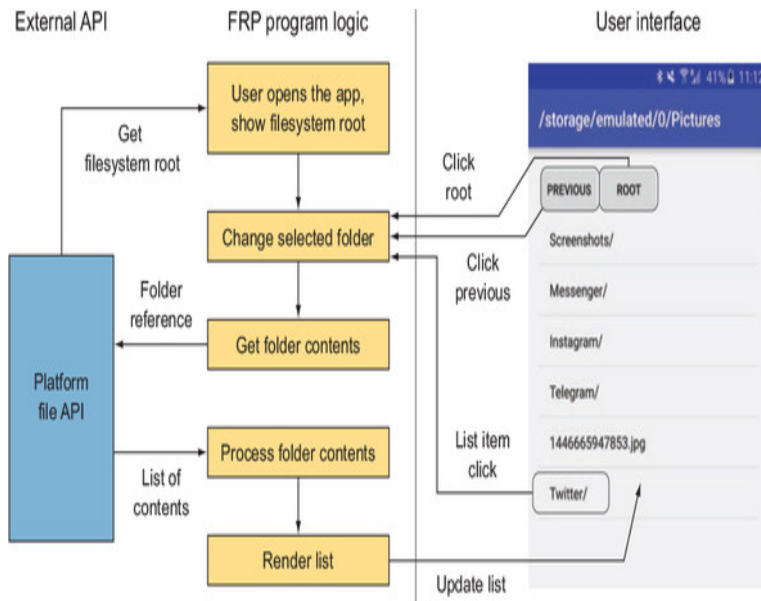 External API
FRP program logic
User interface
User opens the app,
show filesystem root
Get
filesystem root
Change selected folder
Folder
reference
Get folder contents
Platform
file API
Process folder contents
List of
contents
Render list
Click
root
Click
previous
List item
click
Update list
41% 11:12
/storage/emulated/0/Pictures
PREVIOUS
ROOT
Screenshots/
Messenger/
Instagram/
Telegram/
1446665947853.jpg
Twitter/